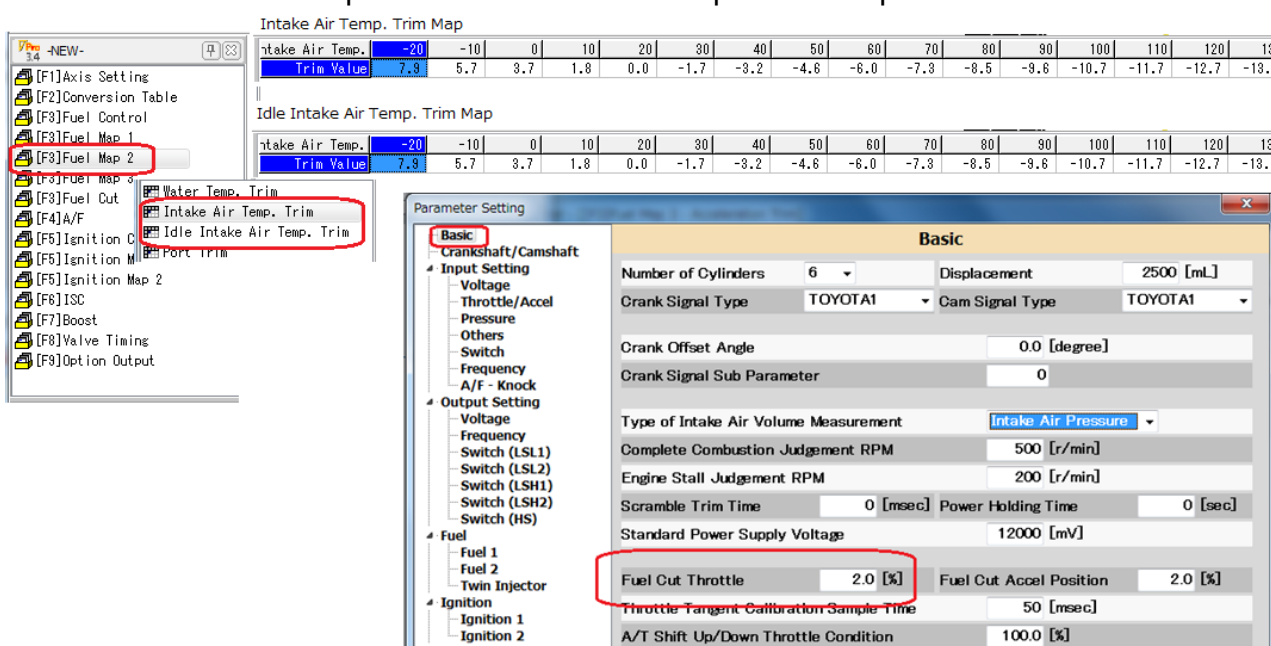 Intake Air Temp. Trim Map
ntake Air Temp. -20 -10 0 10 20 30 40 50 60 70 80 90 100 110 120
Trim Value 7.9 5.7 3.7 1.8 0.0 -1.7 -3.2 -4.6 -6.0 -7.3 -8.5 -9.6 -10.7 -11.7 -12.7 -13.
Idle Intake Air Temp. Trim Map
ntake Air Temp. -20 -10 0 10 20 30 40 50 60 70 80 90 100 110 120
Trim Value 7.9 5.7 3.7 1.8 0.0 -1.7 -3.2 -4.6 -6.0 -7.3 -8.5 -9.6 -10.7 -11.7 -12.7 -13.
VPro 3.4 -NEW-
[F1]Axis Setting
[F2]Conversion Table
[F3]Fuel Control
[F3]Fuel Map 1
[F3]Fuel Map 2
[F3]Fuel Map 3
[F3]Fuel Cut
[F4]A/F
[F5]Ignition C
[F5]Ignition M
[F5]Ignition Map 2
[F6]ISC
[F7]Boost
[F8]Valve Timing
[F9]Option Output
Water Temp. Trim
Intake Air Temp. Trim
Idle Intake Air Temp. Trim
Port Trim
Parameter Setting
Basic
Crankshaft/Camshaft
Input Setting
Voltage
Throttle/Accel
Pressure
Others
Switch
Frequency
A/F - Knock
Output Setting
Voltage
Frequency
Switch (LSL1)
Switch (LSL2)
Switch (LSH1)
Switch (LSH2)
Switch (HS)
Fuel
Fuel 1
Fuel 2
Twin Injector
Ignition
Ignition 1
Ignition 2
Basic
Number of Cylinders 6 Displacement 2500 [mL]
Crank Signal Type TOYOTA1 Cam Signal Type TOYOTA1
Crank Offset Angle 0.0 [degree]
Crank Signal Sub Parameter 0
Type of Intake Air Volume Measurement Intake Air Pressure
Complete Combustion Judgement RPM 500 [r/min]
Engine Stall Judgement RPM 200 [r/min]
Scramble Trim Time 0 [msec] Power Holding Time 0 [sec]
Standard Power Supply Voltage 12000 [mV]
Fuel Cut Throttle 2.0 [%] Fuel Cut Accel Position 2.0 [%]
Throttle Tangent Calibration Sample Time 50 [msec]
A/T Shift Up/Down Throttle Condition 100.0 [%]